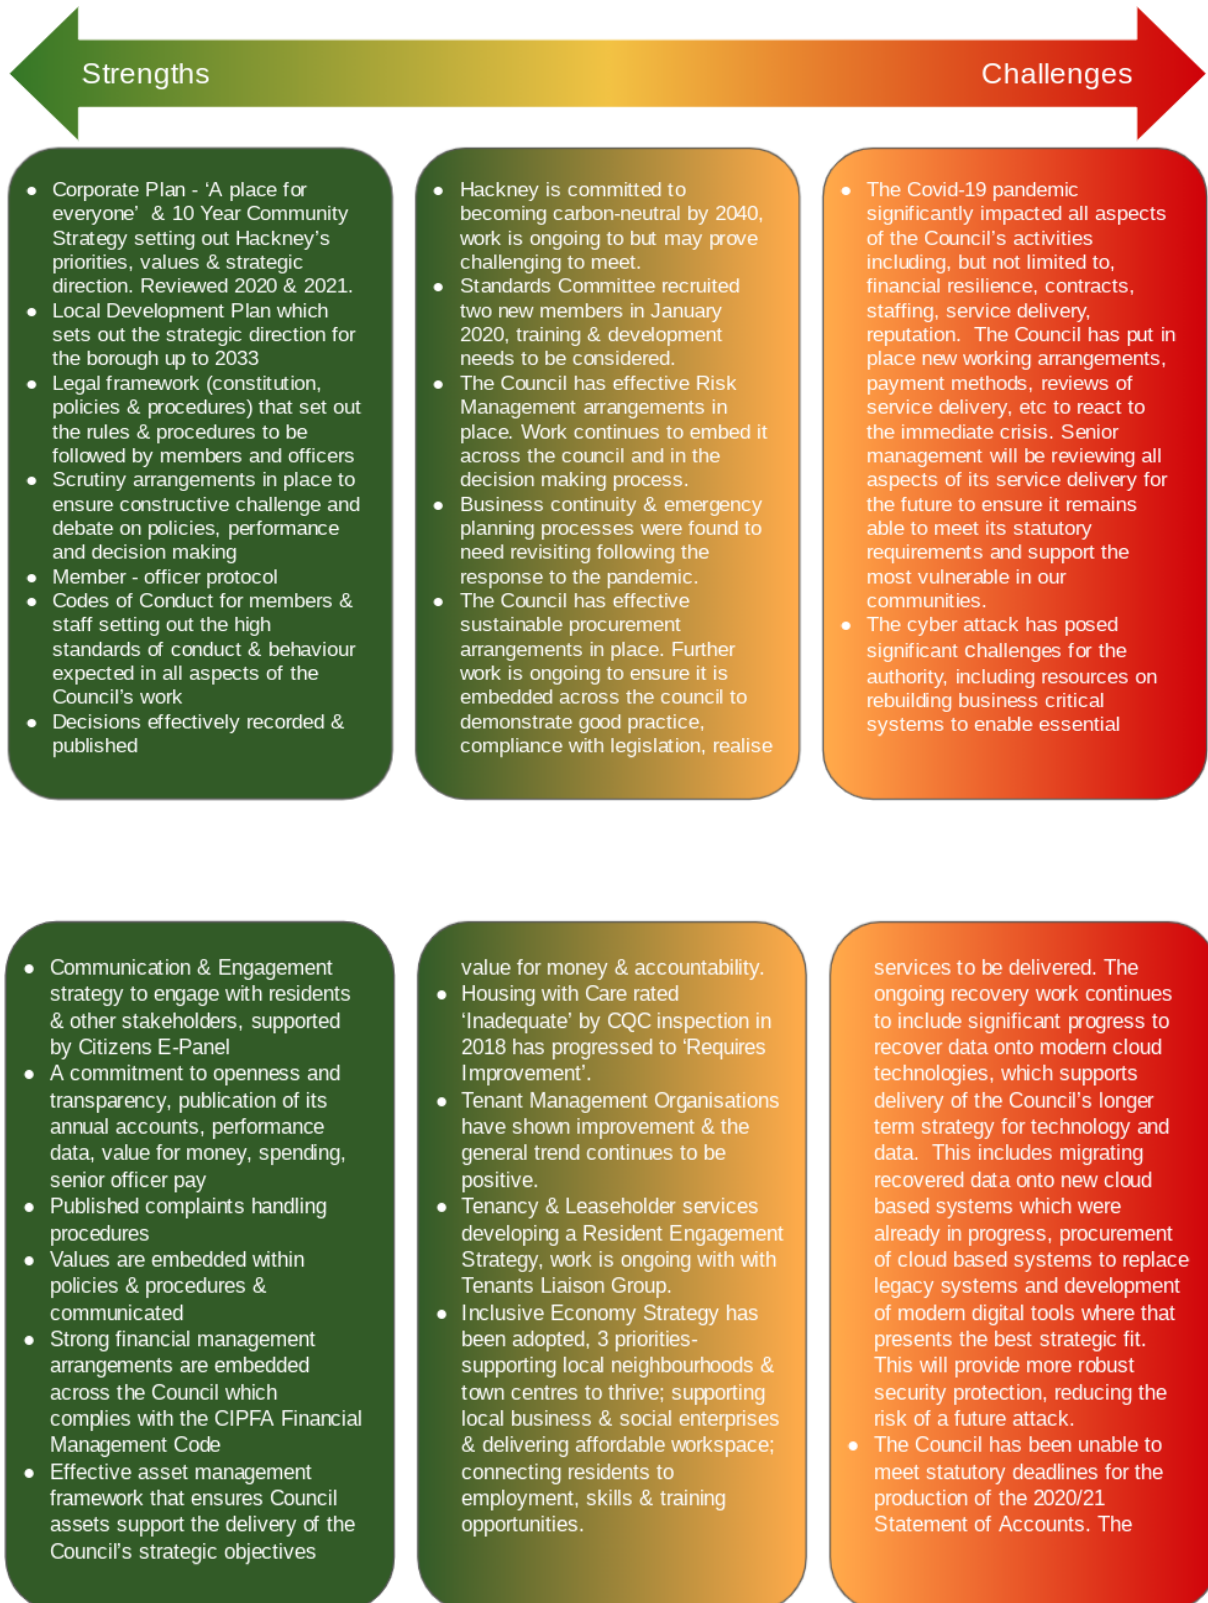 Strengths
Challenges
● Corporate Plan - ‘A place for
everyone’  & 10 Year Community
Strategy setting out Hackney’s
priorities, values & strategic
direction. Reviewed 2020 & 2021.
● Local Development Plan which
sets out the strategic direction for
the borough up to 2033
● Legal framework (constitution,
policies & procedures) that set out
the rules & procedures to be
followed by members and officers
● Scrutiny arrangements in place to
ensure constructive challenge and
debate on policies, performance
and decision making
● Member - officer protocol
● Codes of Conduct for members &
staff setting out the high
standards of conduct & behaviour
expected in all aspects of the
Council’s work
● Decisions effectively recorded &
published
● Hackney is committed to
becoming carbon-neutral by 2040,
work is ongoing to but may prove
challenging to meet.
● Standards Committee recruited
two new members in January
2020, training & development
needs to be considered.
● The Council has effective Risk
Management arrangements in
place. Work continues to embed it
across the council and in the
decision making process.
● Business continuity & emergency
planning processes were found to
need revisiting following the
response to the pandemic.
● The Council has effective
sustainable procurement
arrangements in place. Further
work is ongoing to ensure it is
embedded across the council to
demonstrate good practice,
compliance with legislation, realise
● The Covid-19 pandemic
significantly impacted all aspects
of the Council’s activities
including, but not limited to,
financial resilience, contracts,
staffing, service delivery,
reputation.  The Council has put in
place new working arrangements,
payment methods, reviews of
service delivery, etc to react to
the immediate crisis. Senior
management will be reviewing all
aspects of its service delivery for
the future to ensure it remains
able to meet its statutory
requirements and support the
most vulnerable in our
communities.
● The cyber attack has posed
significant challenges for the
authority, including resources on
rebuilding business critical
systems to enable essential
● Communication & Engagement
strategy to engage with residents
& other stakeholders, supported
by Citizens E-Panel
● A commitment to openness and
transparency, publication of its
annual accounts, performance
data, value for money, spending,
senior officer pay
● Published complaints handling
procedures
● Values are embedded within
policies & procedures &
communicated
● Strong financial management
arrangements are embedded
across the Council which
complies with the CIPFA Financial
Management Code
● Effective asset management
framework that ensures Council
assets support the delivery of the
Council’s strategic objectives
value for money & accountability.
● Housing with Care rated
‘Inadequate’ by CQC inspection in
2018 has progressed to ‘Requires
Improvement’.
● Tenant Management Organisations
have shown improvement & the
general trend continues to be
positive.
● Tenancy & Leaseholder services
developing a Resident Engagement
Strategy, work is ongoing with with
Tenants Liaison Group.
● Inclusive Economy Strategy has
been adopted, 3 priorities-
supporting local neighbourhoods &
town centres to thrive; supporting
local business & social enterprises
& delivering affordable workspace;
connecting residents to
employment, skills & training
opportunities.
services to be delivered. The
ongoing recovery work continues
to include significant progress to
recover data onto modern cloud
technologies, which supports
delivery of the Council’s longer
term strategy for technology and
data.  This includes migrating
recovered data onto new cloud
based systems which were
already in progress, procurement
of cloud based systems to replace
legacy systems and development
of modern digital tools where that
presents the best strategic fit.
This will provide more robust
security protection, reducing the
risk of a future attack.
● The Council has been unable to
meet statutory deadlines for the
production of the 2020/21
Statement of Accounts. The